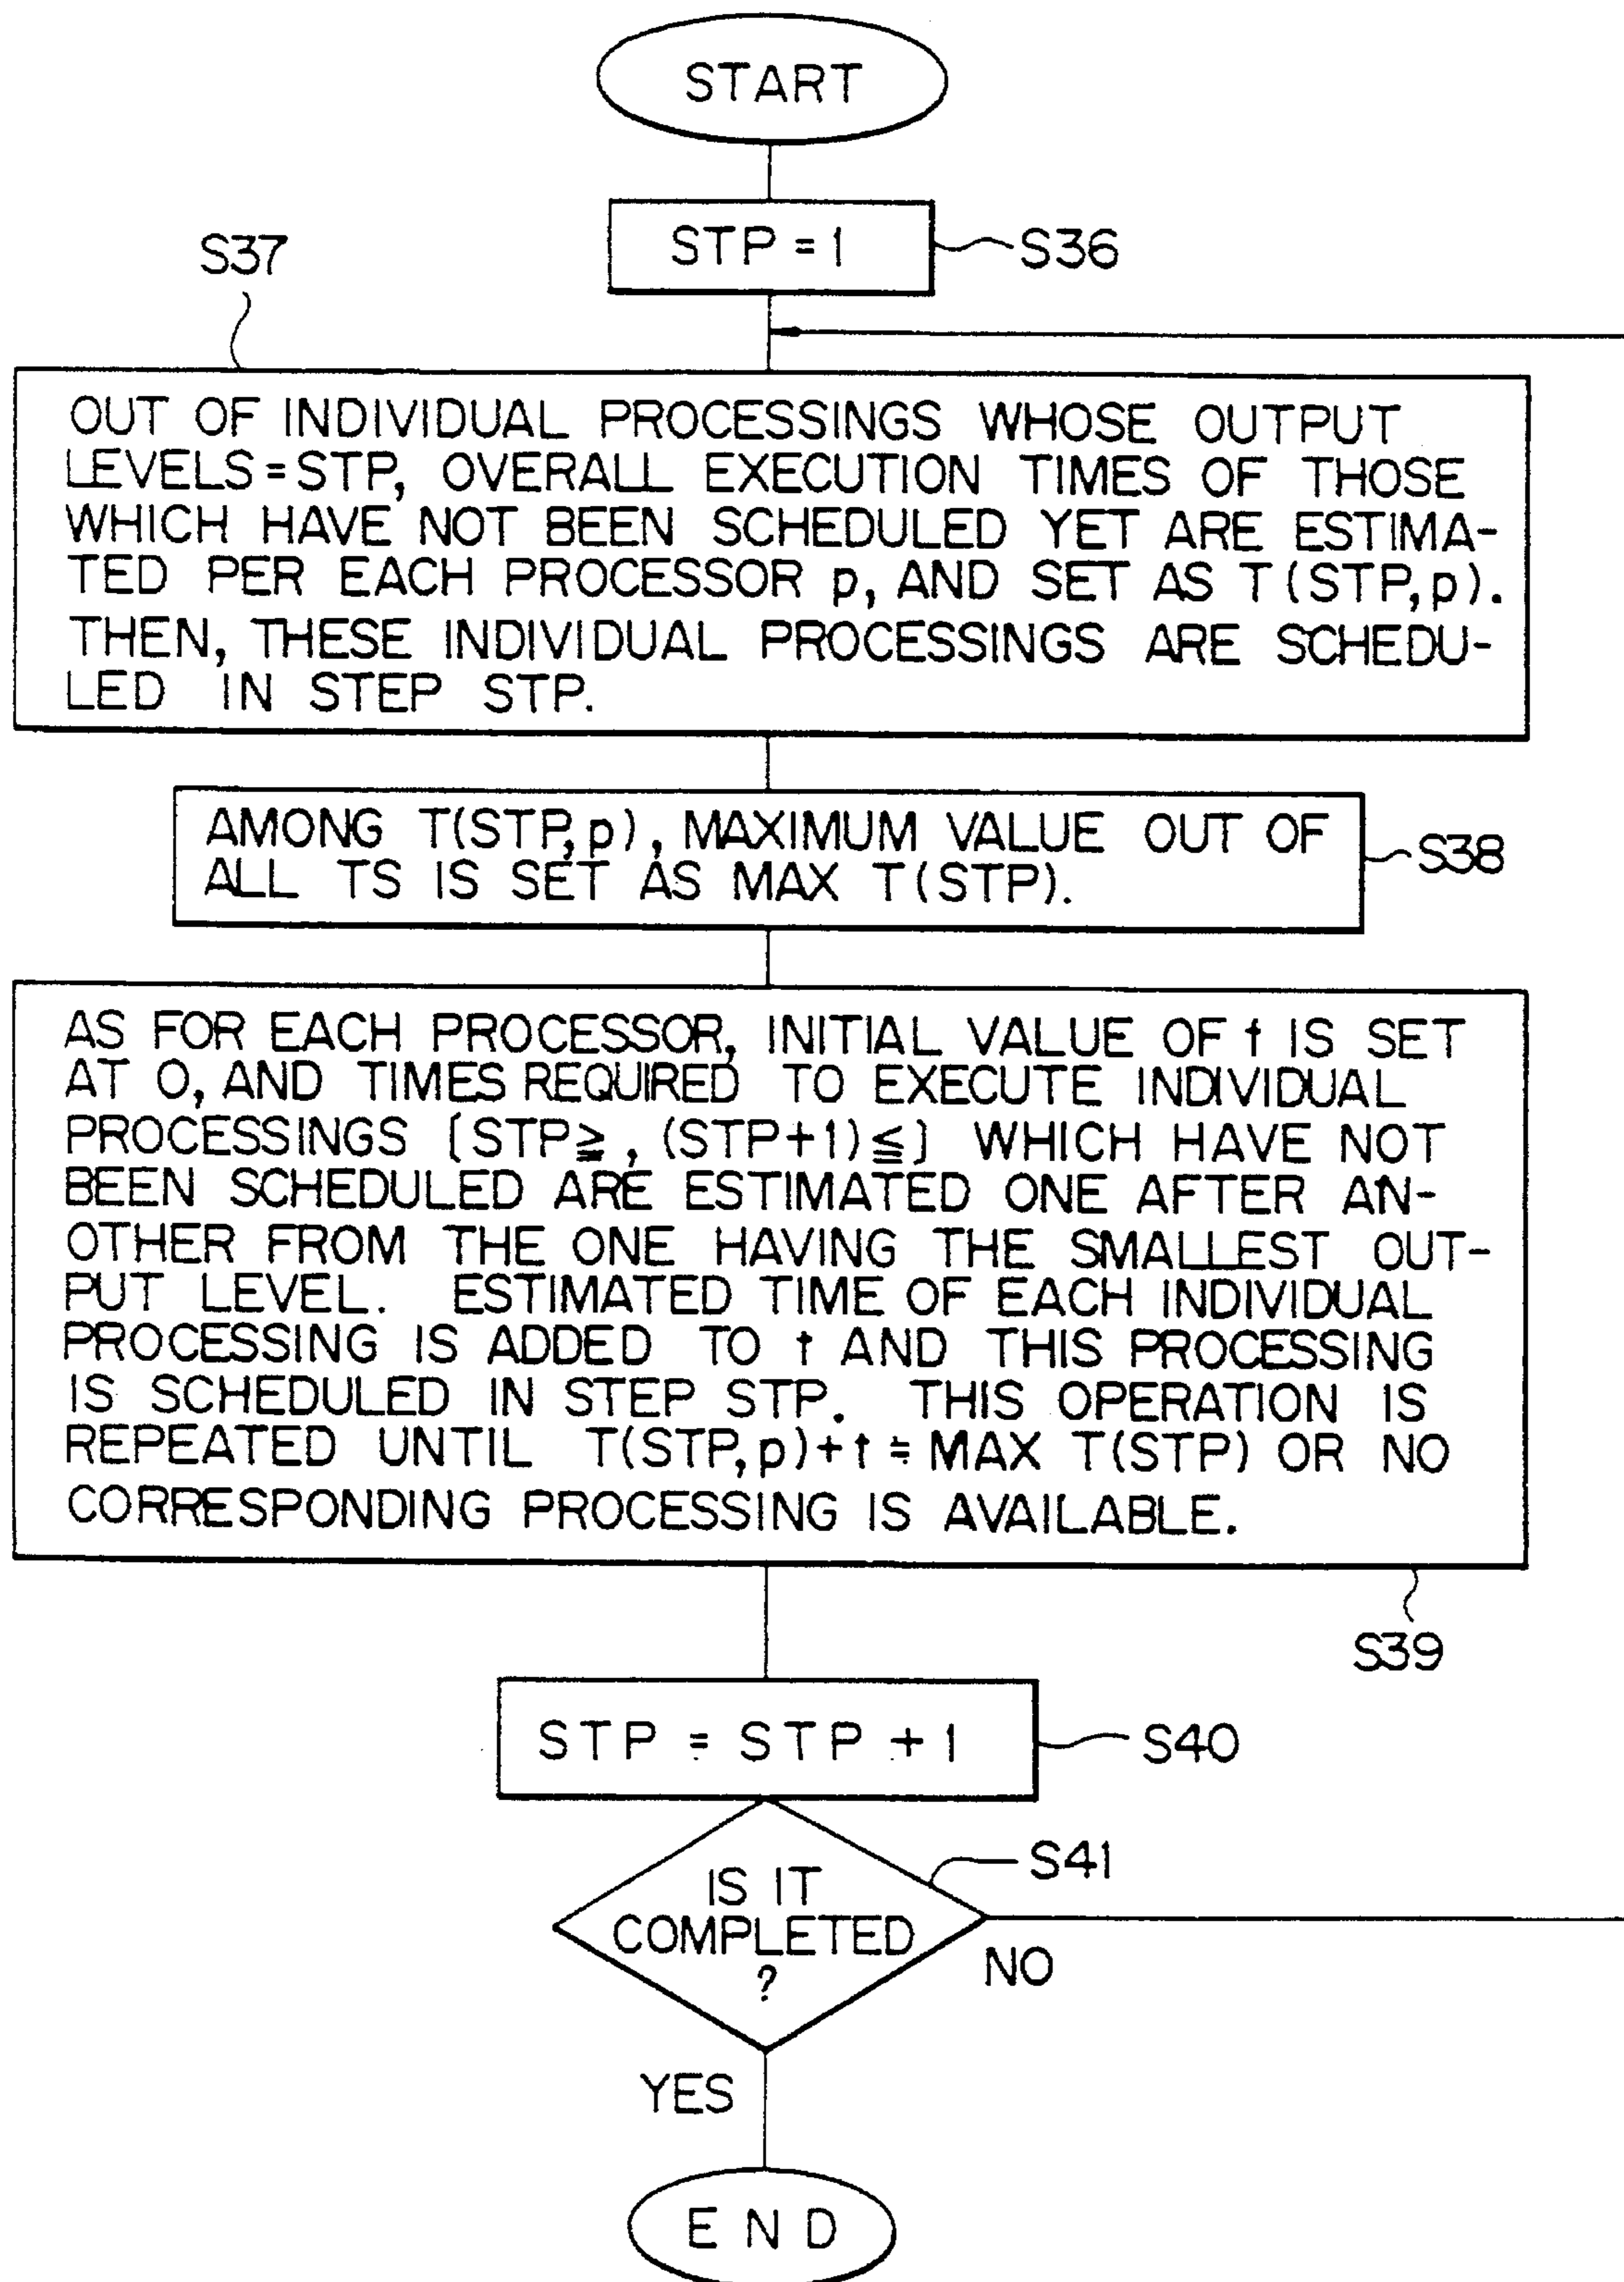 START
STP = 1
S36
S37
OUT OF INDIVIDUAL PROCESSINGS WHOSE OUTPUT
LEVELS = STP, OVERALL EXECUTION TIMES OF THOSE
WHICH HAVE NOT BEEN SCHEDULED YET ARE ESTIMA-
TED PER EACH PROCESSOR p, AND SET AS T(STP,p).
THEN, THESE INDIVIDUAL PROCESSINGS ARE SCHEDU-
LED IN STEP STP.
AMONG T(STP,p), MAXIMUM VALUE OUT OF
ALL TS IS SET AS MAX T(STP).
S38
AS FOR EACH PROCESSOR, INITIAL VALUE OF t IS SET
AT 0, AND TIMES REQUIRED TO EXECUTE INDIVIDUAL
PROCESSINGS [STP≧, (STP+1)≦] WHICH HAVE NOT
BEEN SCHEDULED ARE ESTIMATED ONE AFTER AN-
OTHER FROM THE ONE HAVING THE SMALLEST OUT-
PUT LEVEL. ESTIMATED TIME OF EACH INDIVIDUAL
PROCESSING IS ADDED TO t AND THIS PROCESSING
IS SCHEDULED IN STEP STP. THIS OPERATION IS
REPEATED UNTIL T(STP,p)+t ≒ MAX T(STP) OR NO
CORRESPONDING PROCESSING IS AVAILABLE.
S39
STP = STP + 1
S40
IS IT
COMPLETED
?
S41
NO
YES
END